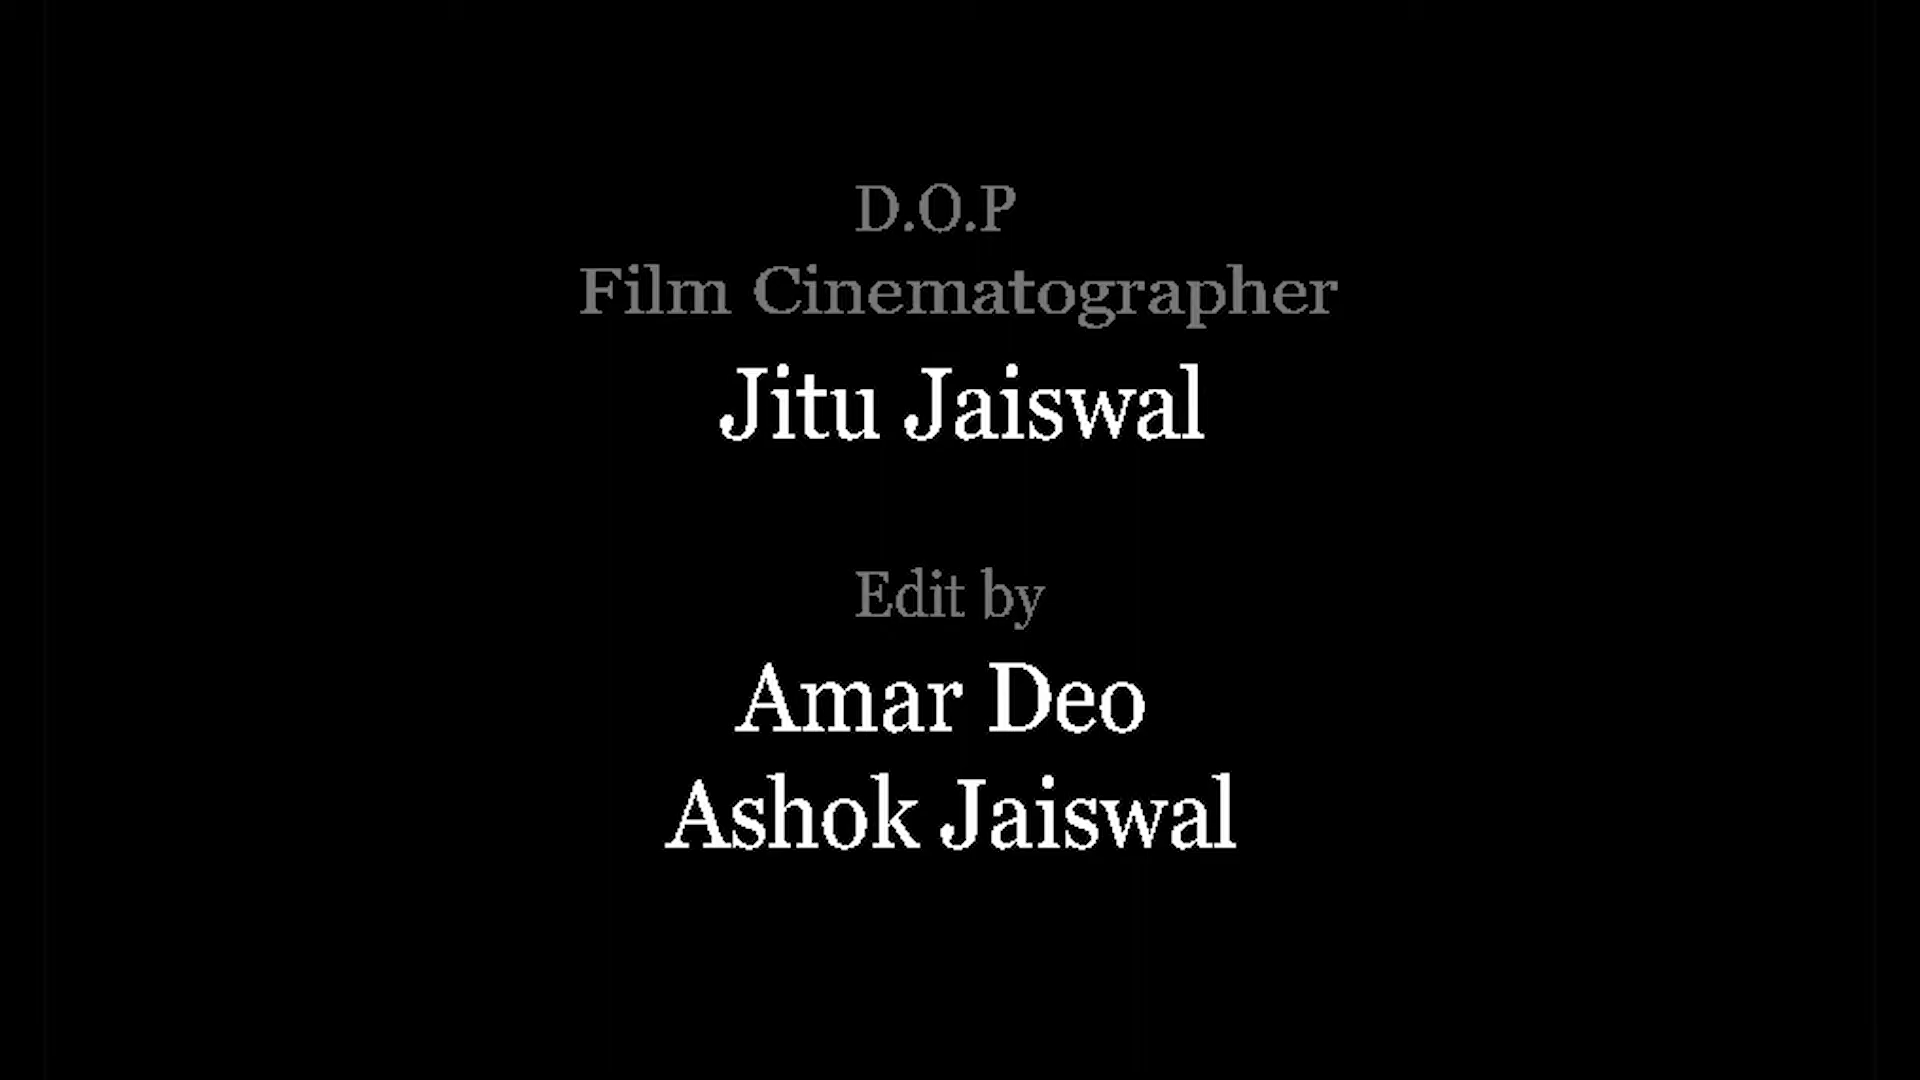 D.O.P
Film Cinematographer
Jitu Jaiswal
Edit by
Amar Deo
Ashok Jaiswal